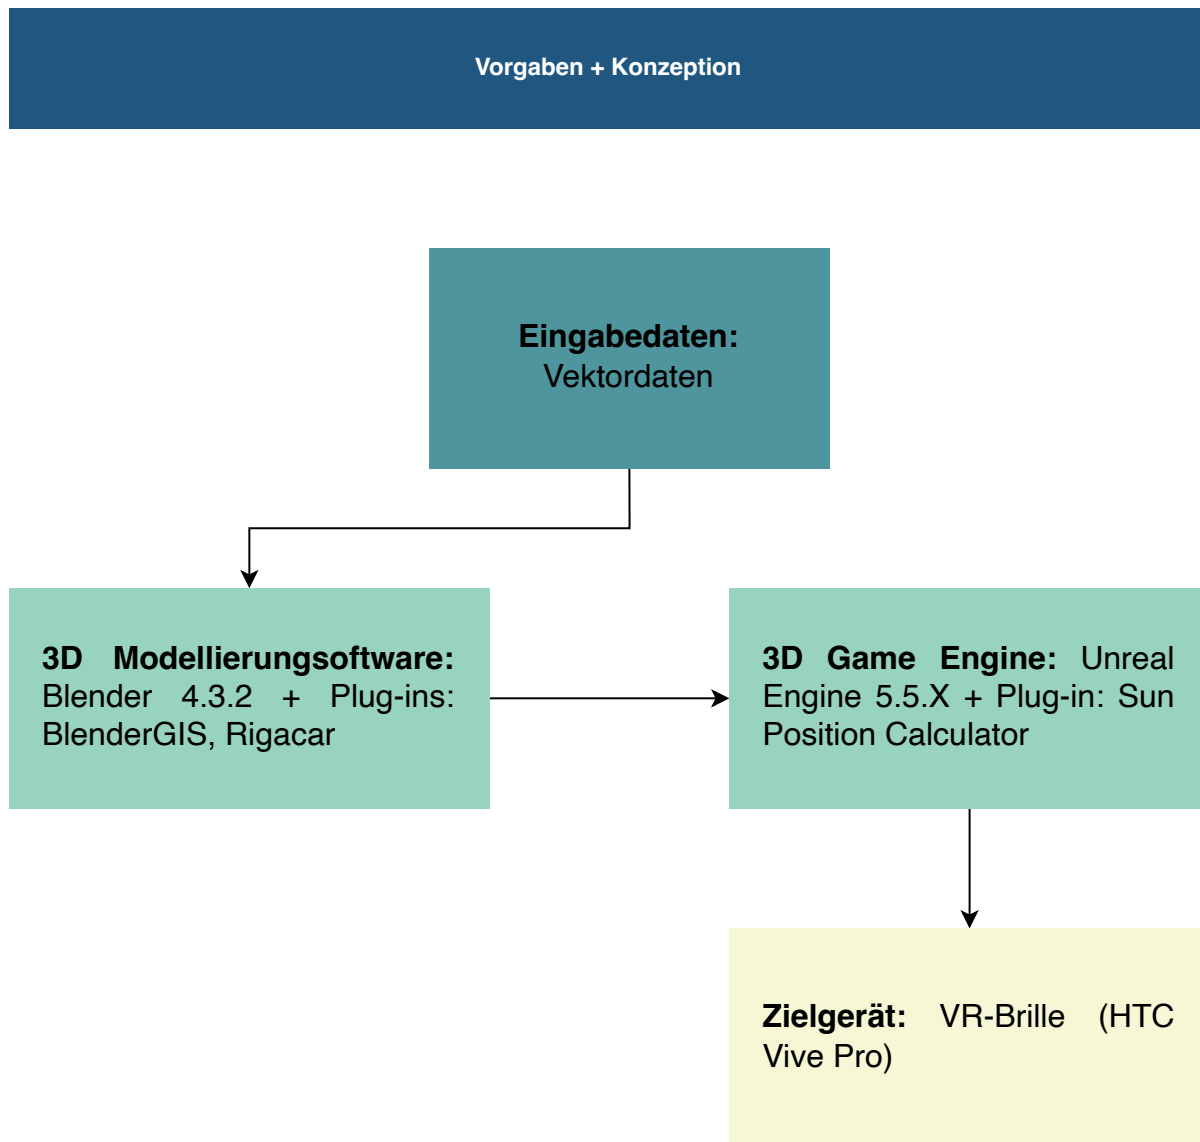 Vorgaben + Konzeption
Eingabedaten:
Vektordaten
3D Modellierungsoftware:
Blender 4.3.2 + Plug-ins:
BlenderGIS, Rigacar
3D Game Engine: Unreal
Engine 5.5.X + Plug-in: Sun
Position Calculator
Zielgerät: VR-Brille (HTC
Vive Pro)